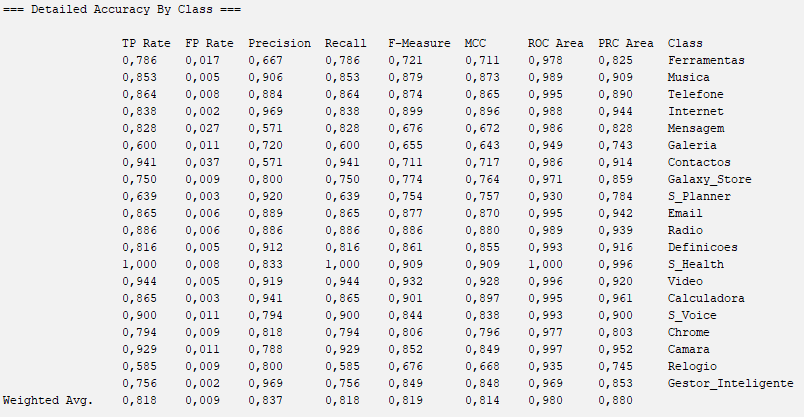 === Detailed Accuracy By Class ===
TP Rate FP Rate Precision Recall F-Measure MCC ROC Area PRC Area Class
0,786 0,017 0,667 0,786 0,721 0,711 0,978 0,825 Ferramentas
0,853 0,005 0,906 0,853 0,879 0,873 0,989 0,909 Musica
0,864 0,008 0,884 0,864 0,874 0,865 0,995 0,890 Telefone
0,838 0,002 0,969 0,838 0,899 0,896 0,988 0,944 Internet
0,828 0,027 0,571 0,828 0,676 0,672 0,986 0,828 Mensagem
0,600 0,011 0,720 0,600 0,655 0,643 0,949 0,743 Galeria
0,941 0,037 0,571 0,941 0,711 0,717 0,986 0,914 Contactos
0,750 0,009 0,800 0,750 0,774 0,764 0,971 0,859 Galaxy_Store
0,639 0,003 0,920 0,639 0,754 0,757 0,930 0,784 S_Planner
0,865 0,006 0,889 0,865 0,877 0,870 0,995 0,942 Email
0,886 0,006 0,886 0,886 0,886 0,880 0,989 0,939 Radio
0,816 0,005 0,912 0,816 0,861 0,855 0,993 0,916 Definicoes
1,000 0,008 0,833 1,000 0,909 0,909 1,000 0,996 S_Health
0,944 0,005 0,919 0,944 0,932 0,928 0,996 0,920 Video
0,865 0,003 0,941 0,865 0,901 0,897 0,995 0,961 Calculadora
0,900 0,011 0,794 0,900 0,844 0,838 0,993 0,900 S_Voice
0,794 0,009 0,818 0,794 0,806 0,796 0,977 0,803 Chrome
0,929 0,011 0,788 0,929 0,852 0,849 0,997 0,952 Camara
0,585 0,009 0,800 0,585 0,676 0,668 0,935 0,745 Relogio
0,756 0,002 0,969 0,756 0,849 0,848 0,969 0,853 Gestor_Inteligente
Weighted Avg. 0,818 0,009 0,837 0,818 0,819 0,814 0,980 0,880